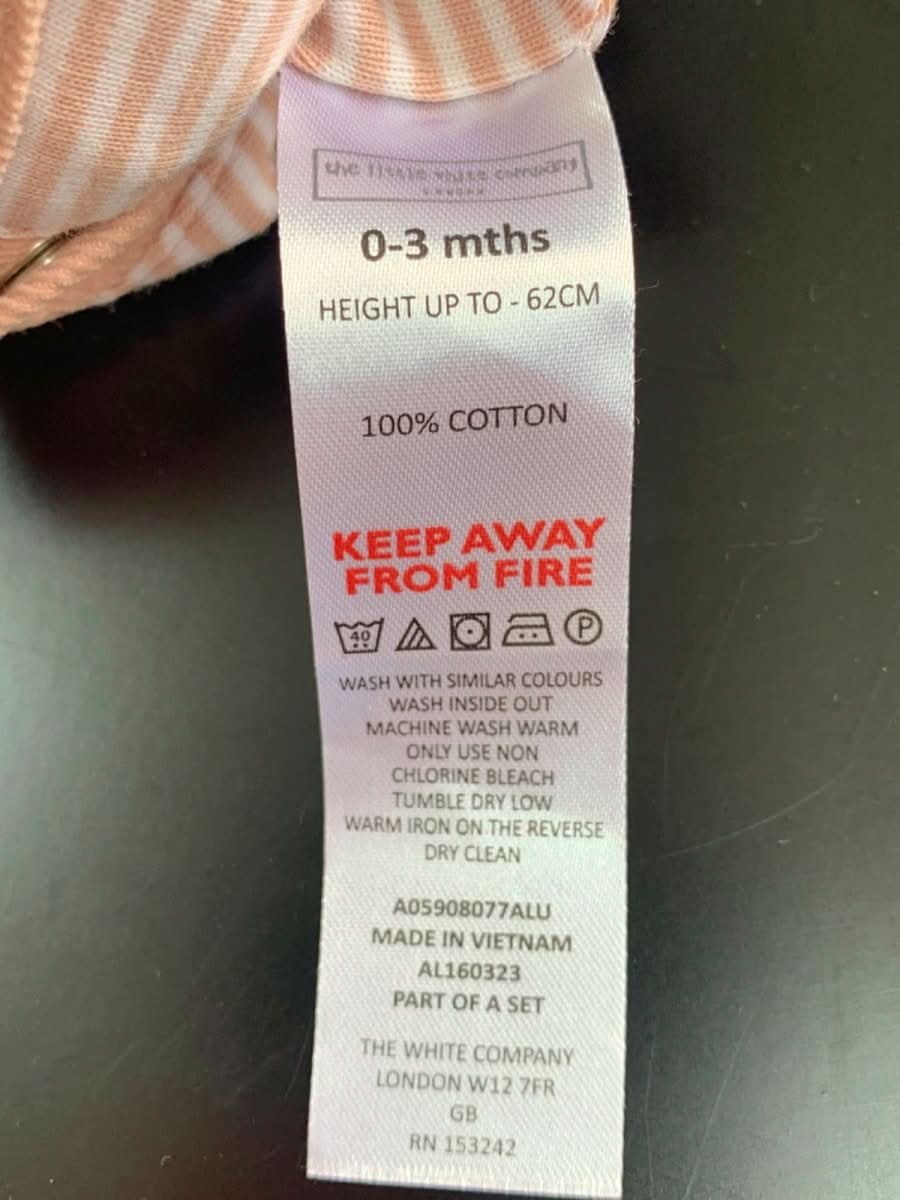 the little white company
LONDON
0-3 mths
HEIGHT UP TO - 62CM
100% COTTON
KEEP AWAY
FROM FIRE
40 P
WASH WITH SIMILAR COLOURS
WASH INSIDE OUT
MACHINE WASH WARM
ONLY USE NON
CHLORINE BLEACH
TUMBLE DRY LOW
WARM IRON ON THE REVERSE
DRY CLEAN
A05908077ALU
MADE IN VIETNAM
AL160323
PART OF A SET
THE WHITE COMPANY
LONDON W12 7FR
GB
RN 153242